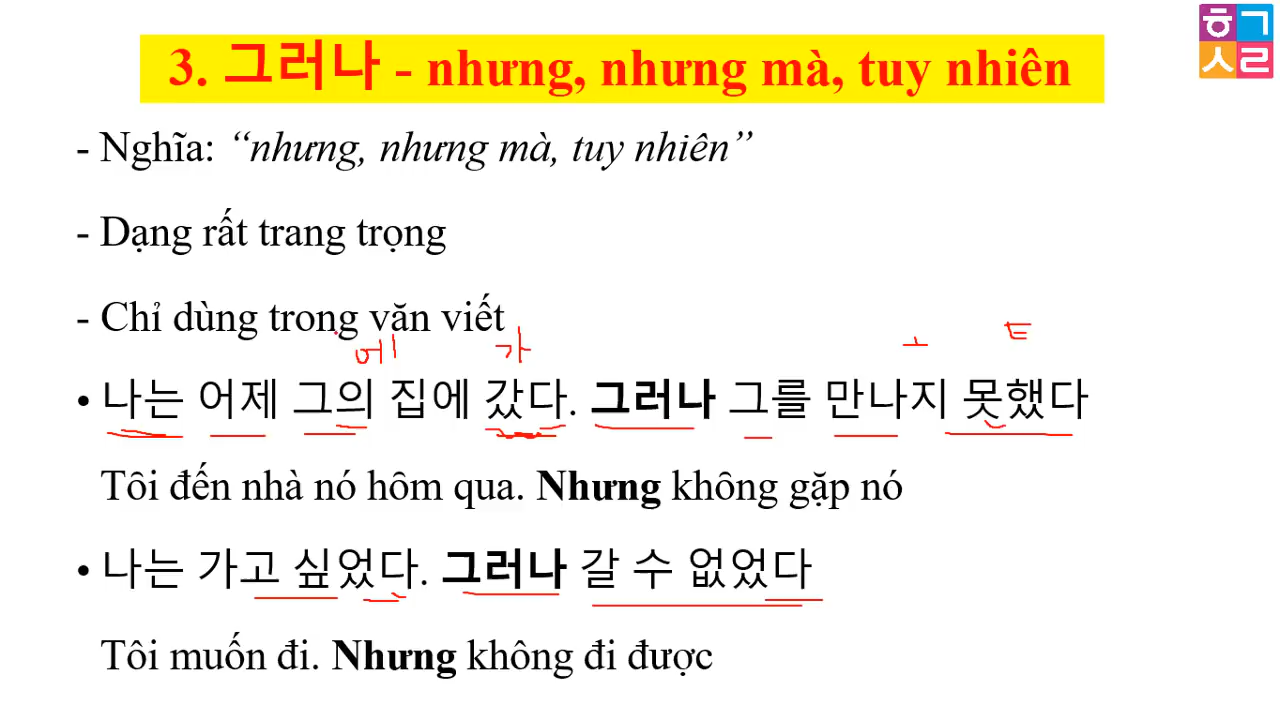 ㅎㄱ
ㅅㄹ
3. 그러나 - nhưng, nhưng mà, tuy nhiên
- Nghĩa: “nhưng, nhưng mà, tuy nhiên”
- Dạng rất trang trọng
- Chỉ dùng trong văn viết
에 가 ㅗ ㅌ
• 나는 어제 그의 집에 갔다. 그러나 그를 만나지 못했다
Tôi đến nhà nó hôm qua. Nhưng không gặp nó
• 나는 가고 싶었다. 그러나 갈 수 없었다
Tôi muốn đi. Nhưng không đi được